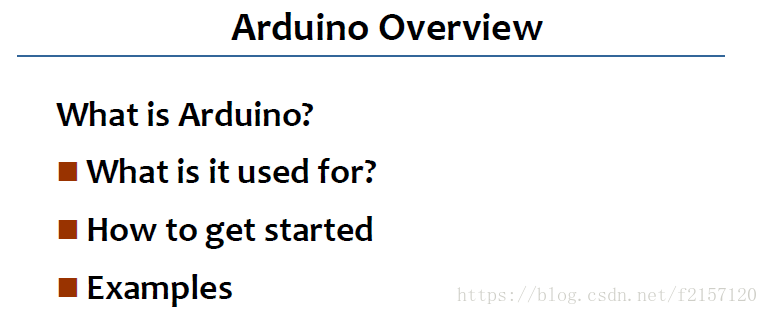 Arduino Overview
What is Arduino?
What is it used for?
How to get started
Examples
https://blog.csdn.net/f2157120